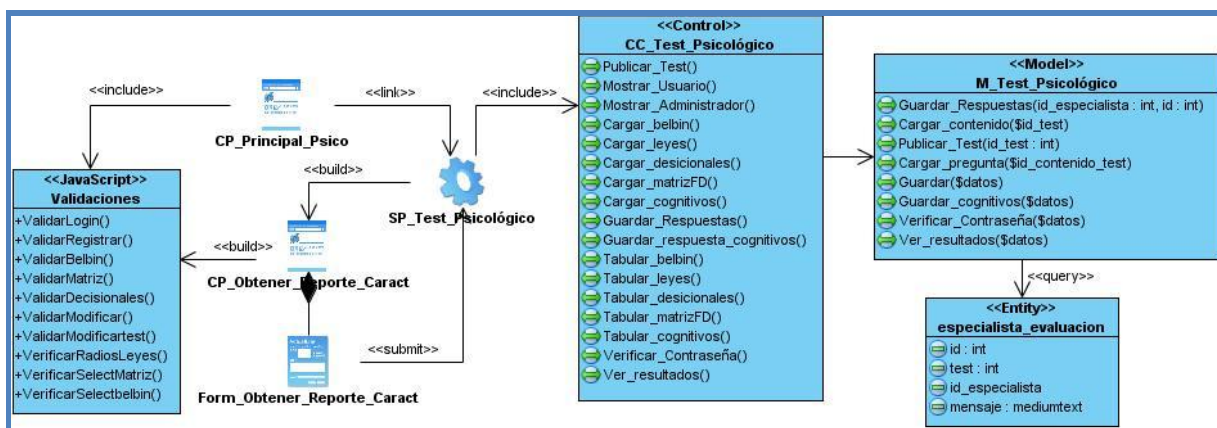 <<include>>
<<link>>
CP_Principal_Psico
<<include>>
<<JavaScript>>
Validaciones
+ValidarLogin()
+ValidarRegistrar()
+ValidarBelbin()
+ValidarMatriz()
+ValidarDecisionales()
+ValidarModificar()
+ValidarModificartest()
+VerificarRadiosLeyes()
+VerificarSelectMatriz()
+VerificarSelectbelbin()
<<build>>
SP_Test_Psicológico
<<build>>
CP_Obtener_Reporte_Caract
<<submit>>
Form_Obtener_Reporte_Caract
<<Control>>
CC_Test_Psicológico
Publicar_Test()
Mostrar_Usuario()
Mostrar_Administrador()
Cargar_belbin()
Cargar_leyes()
Cargar_desicionales()
Cargar_matrizFD()
Cargar_cognitivos()
Guardar_Respuestas()
Guardar_respuesta_cognitivos()
Tabular_belbin()
Tabular_leyes()
Tabular_desicionales()
Tabular_matrizFD()
Tabular_cognitivos()
Verificar_Contraseña()
Ver_resultados()
<<Model>>
M_Test_Psicológico
Guardar_Respuestas(id_especialista : int, id : int)
Cargar_contenido($id_test)
Publicar_Test(id_test : int)
Cargar_pregunta($id_contenido_test)
Guardar($datos)
Guardar_cognitivos($datos)
Verificar_Contraseña($datos)
Ver_resultados($datos)
<<query>>
<<Entity>>
especialista_evaluacion
id : int
test : int
id_especialista
mensaje : mediumtext